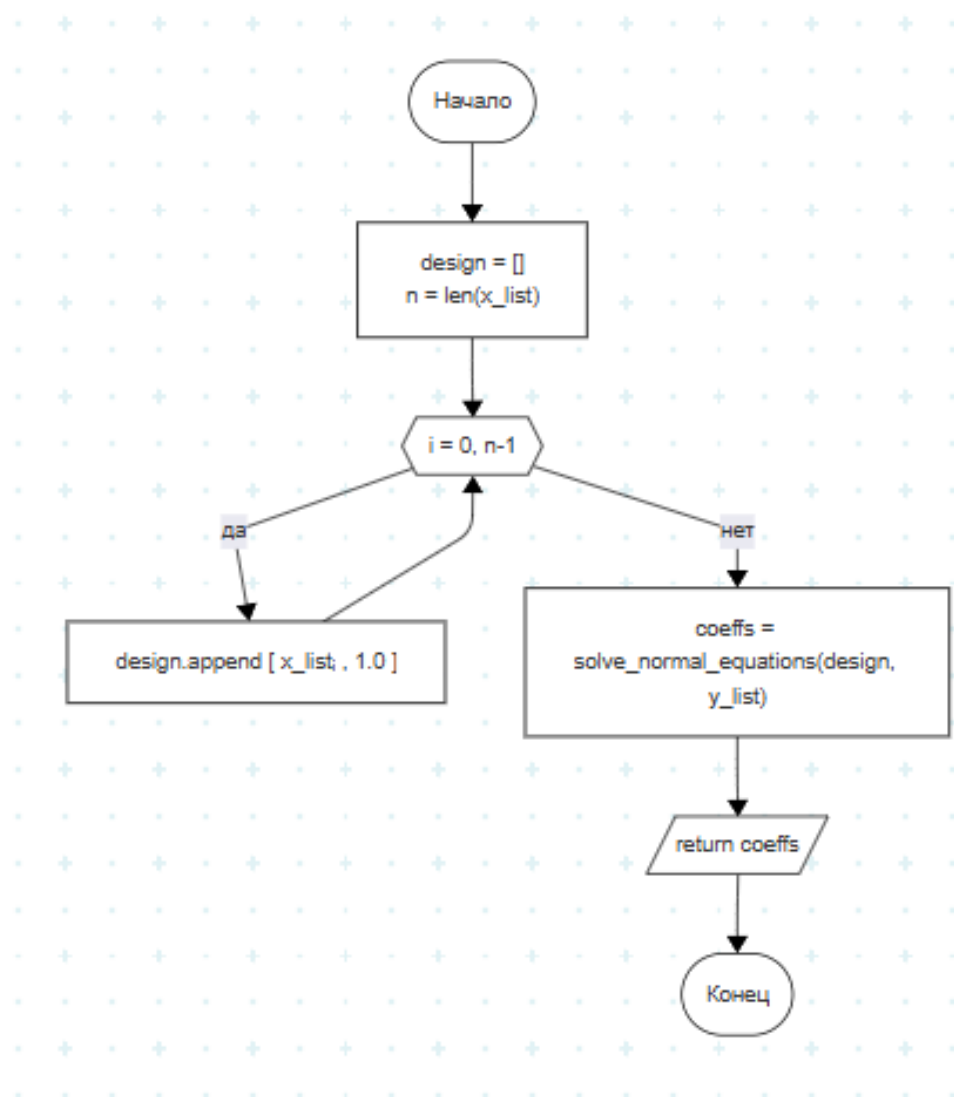 Начало
design = []
n = len(x_list)
i = 0, n-1
да
нет
design.append [ x_listᵢ , 1.0 ]
coeffs =
solve_normal_equations(design,
y_list)
return coeffs
Конец